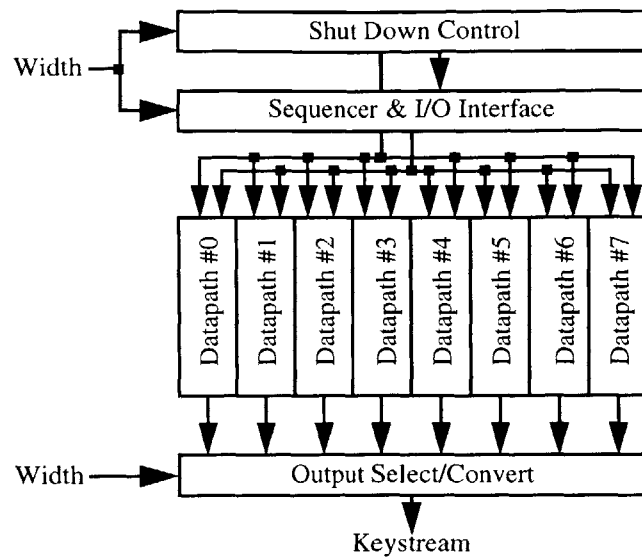 Shut Down Control
Width
Sequencer & I/O Interface
Datapath #0
Datapath #1
Datapath #2
Datapath #3
Datapath #4
Datapath #5
Datapath #6
Datapath #7
Width
Output Select/Convert
Keystream